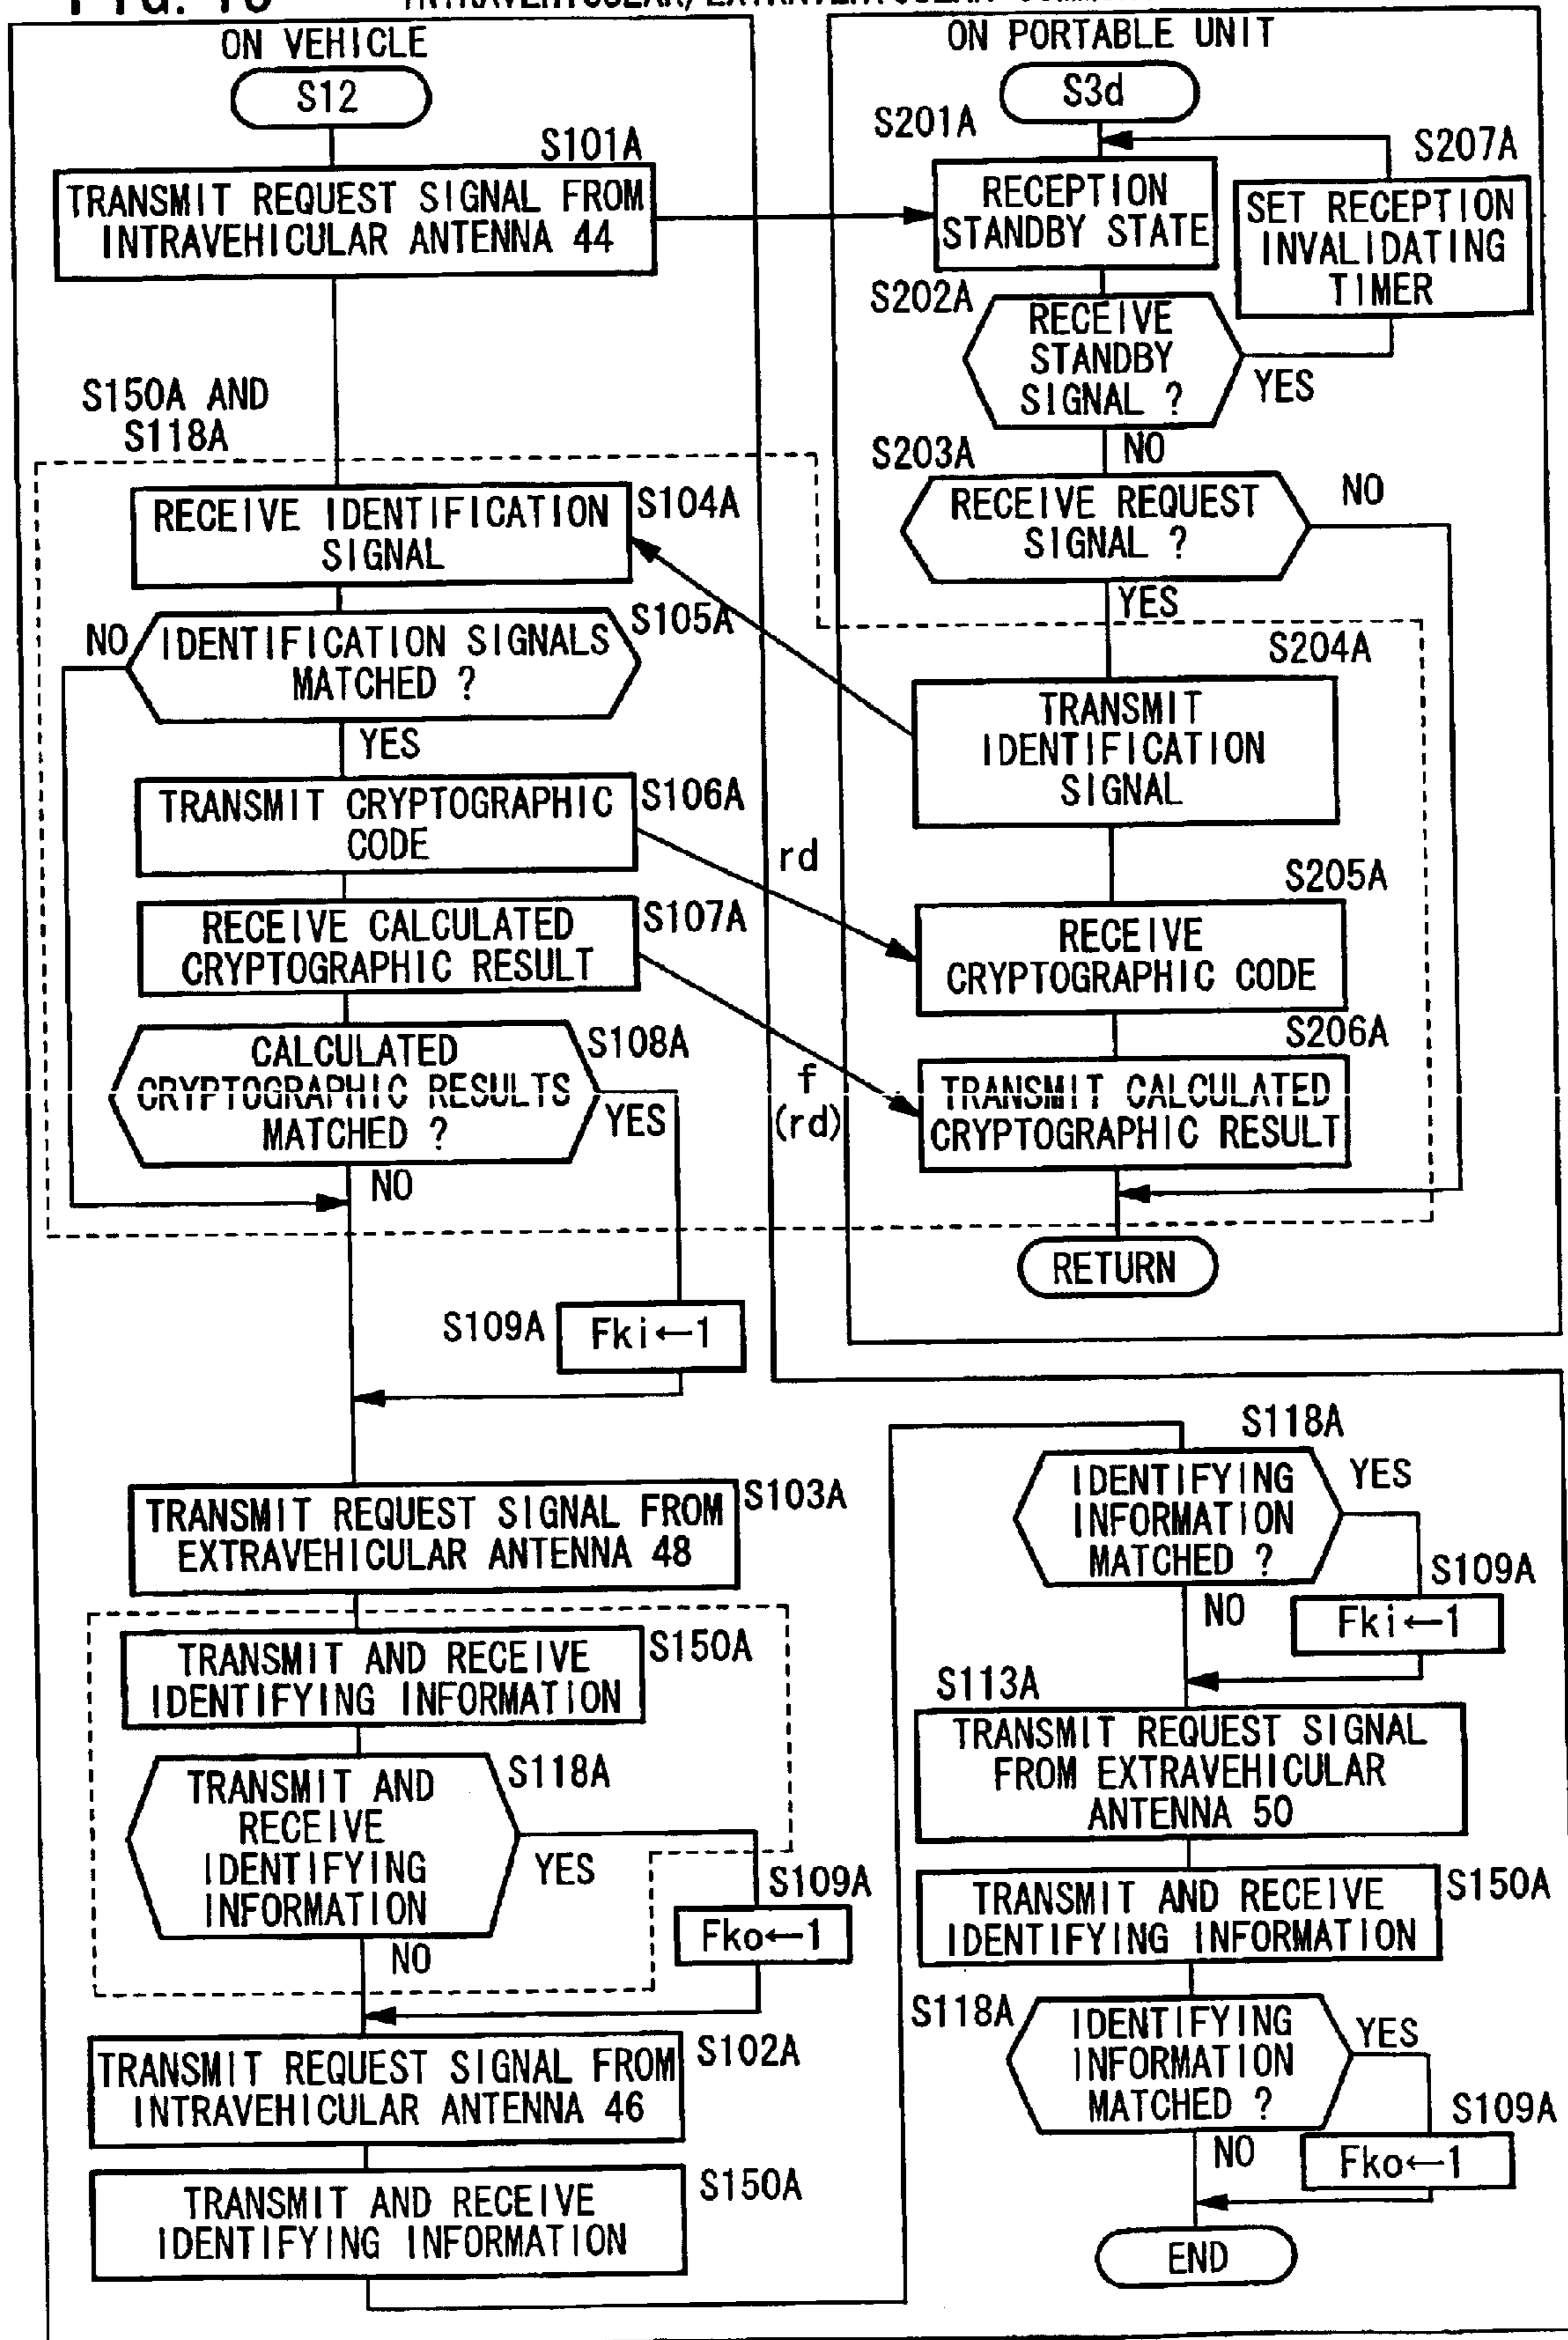 ON VEHICLE
S12
S101A
TRANSMIT REQUEST SIGNAL FROM
INTRAVEHICULAR ANTENNA 44
S150A AND
S118A
RECEIVE IDENTIFICATION
SIGNAL
S104A
NO
IDENTIFICATION SIGNALS
MATCHED ?
S105A
YES
TRANSMIT CRYPTOGRAPHIC
CODE
S106A
rd
RECEIVE CALCULATED
CRYPTOGRAPHIC RESULT
S107A
f
(rd)
CALCULATED
CRYPTOGRAPHIC RESULTS
MATCHED ?
S108A
YES
NO
S109A
Fki←1
TRANSMIT REQUEST SIGNAL FROM
EXTRAVEHICULAR ANTENNA 48
S103A
TRANSMIT AND RECEIVE
IDENTIFYING INFORMATION
S150A
TRANSMIT AND
RECEIVE
IDENTIFYING
INFORMATION
S118A
YES
NO
S109A
Fko←1
TRANSMIT REQUEST SIGNAL FROM
INTRAVEHICULAR ANTENNA 46
S102A
TRANSMIT AND RECEIVE
IDENTIFYING INFORMATION
S150A
ON PORTABLE UNIT
S3d
S201A
RECEPTION
STANDBY STATE
S207A
SET RECEPTION
INVALIDATING
TIMER
S202A
RECEIVE
STANDBY
SIGNAL ?
YES
NO
S203A
RECEIVE REQUEST
SIGNAL ?
NO
YES
S204A
TRANSMIT
IDENTIFICATION
SIGNAL
S205A
RECEIVE
CRYPTOGRAPHIC CODE
S206A
TRANSMIT CALCULATED
CRYPTOGRAPHIC RESULT
RETURN
S118A
IDENTIFYING
INFORMATION
MATCHED ?
YES
NO
S109A
Fki←1
S113A
TRANSMIT REQUEST SIGNAL
FROM EXTRAVEHICULAR
ANTENNA 50
TRANSMIT AND RECEIVE
IDENTIFYING INFORMATION
S150A
S118A
IDENTIFYING
INFORMATION
MATCHED ?
YES
NO
S109A
Fko←1
END